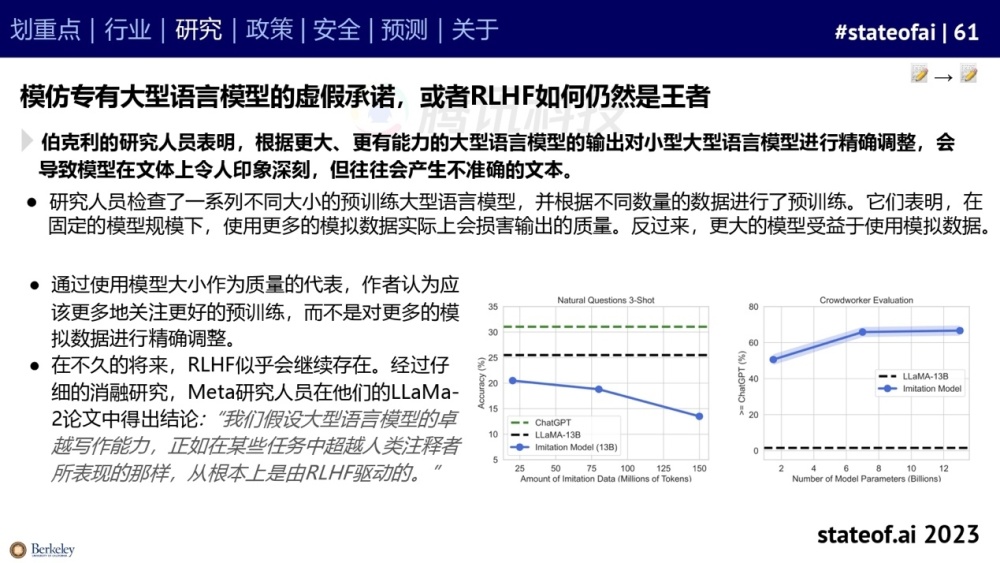 划重点 | 行业 | 研究 | 政策 | 安全 | 预测 | 关于
#stateofai | 61
模仿专有大型语言模型的虚假承诺，或者RLHF如何仍然是王者
腾讯科技
伯克利的研究人员表明，根据更大、更有能力的大型语言模型的输出对小型大型语言模型进行精确调整，会
导致模型在文体上令人印象深刻，但往往会产生不准确的文本。
● 研究人员检查了一系列不同大小的预训练大型语言模型，并根据不同数量的数据进行了预训练。它们表明，在
固定的模型规模下，使用更多的模拟数据实际上会损害输出的质量。反过来，更大的模型受益于使用模拟数据。
● 通过使用模型大小作为质量的代表，作者认为应
该更多地关注更好的预训练，而不是对更多的模
拟数据进行精确调整。
● 在不久的将来，RLHF似乎会继续存在。经过仔
细的消融研究，Meta研究人员在他们的LLaMa-
2论文中得出结论：“我们假设大型语言模型的卓
越写作能力，正如在某些任务中超越人类注释者
所表现的那样，从根本上是由RLHF驱动的。“
Natural Questions 3-Shot
Accuracy (%)
35
30
25
20
15
10
5
ChatGPT
LLaMA-13B
Imitation Model (13B)
25 50 75 100 125 150
Amount of Imitation Data (Millions of Tokens)
Crowdworker Evaluation
>= ChatGPT (%)
80
60
40
20
0
LLaMA-13B
Imitation Model
2 4 6 8 10 12
Number of Model Parameters (Billions)
Berkeley
UNIVERSITY OF CALIFORNIA
stateof.ai 2023